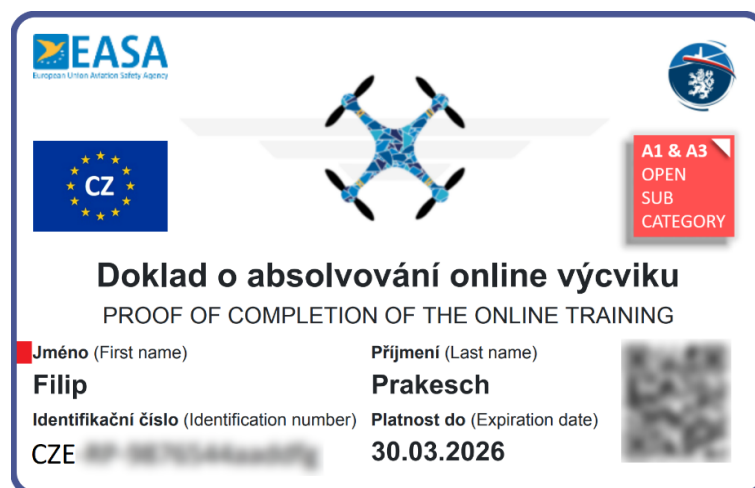 EASA
European Union Aviation Safety Agency
CZ
A1 & A3
OPEN
SUB
CATEGORY
Doklad o absolvování online výcviku
PROOF OF COMPLETION OF THE ONLINE TRAINING
Jméno (First name)
Příjmení (Last name)
Filip
Prakesch
Identifikační číslo (Identification number)
Platnost do (Expiration date)
CZE
30.03.2026